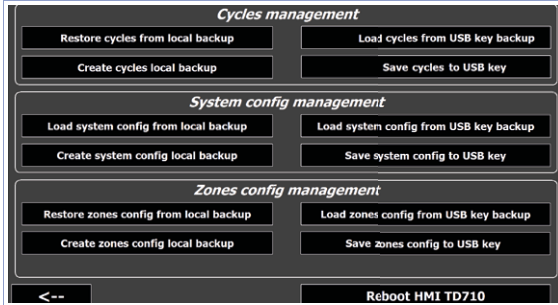 Cycles management
Restore cycles from local backup
Load cycles from USB key backup
Create cycles local backup
Save cycles to USB key
System config management
Load system config from local backup
Load system config from USB key backup
Create system config local backup
Save system config to USB key
Zones config management
Restore zones config from local backup
Load zones config from USB key backup
Create zones config local backup
Save zones config to USB key
<--
Reboot HMI TD710